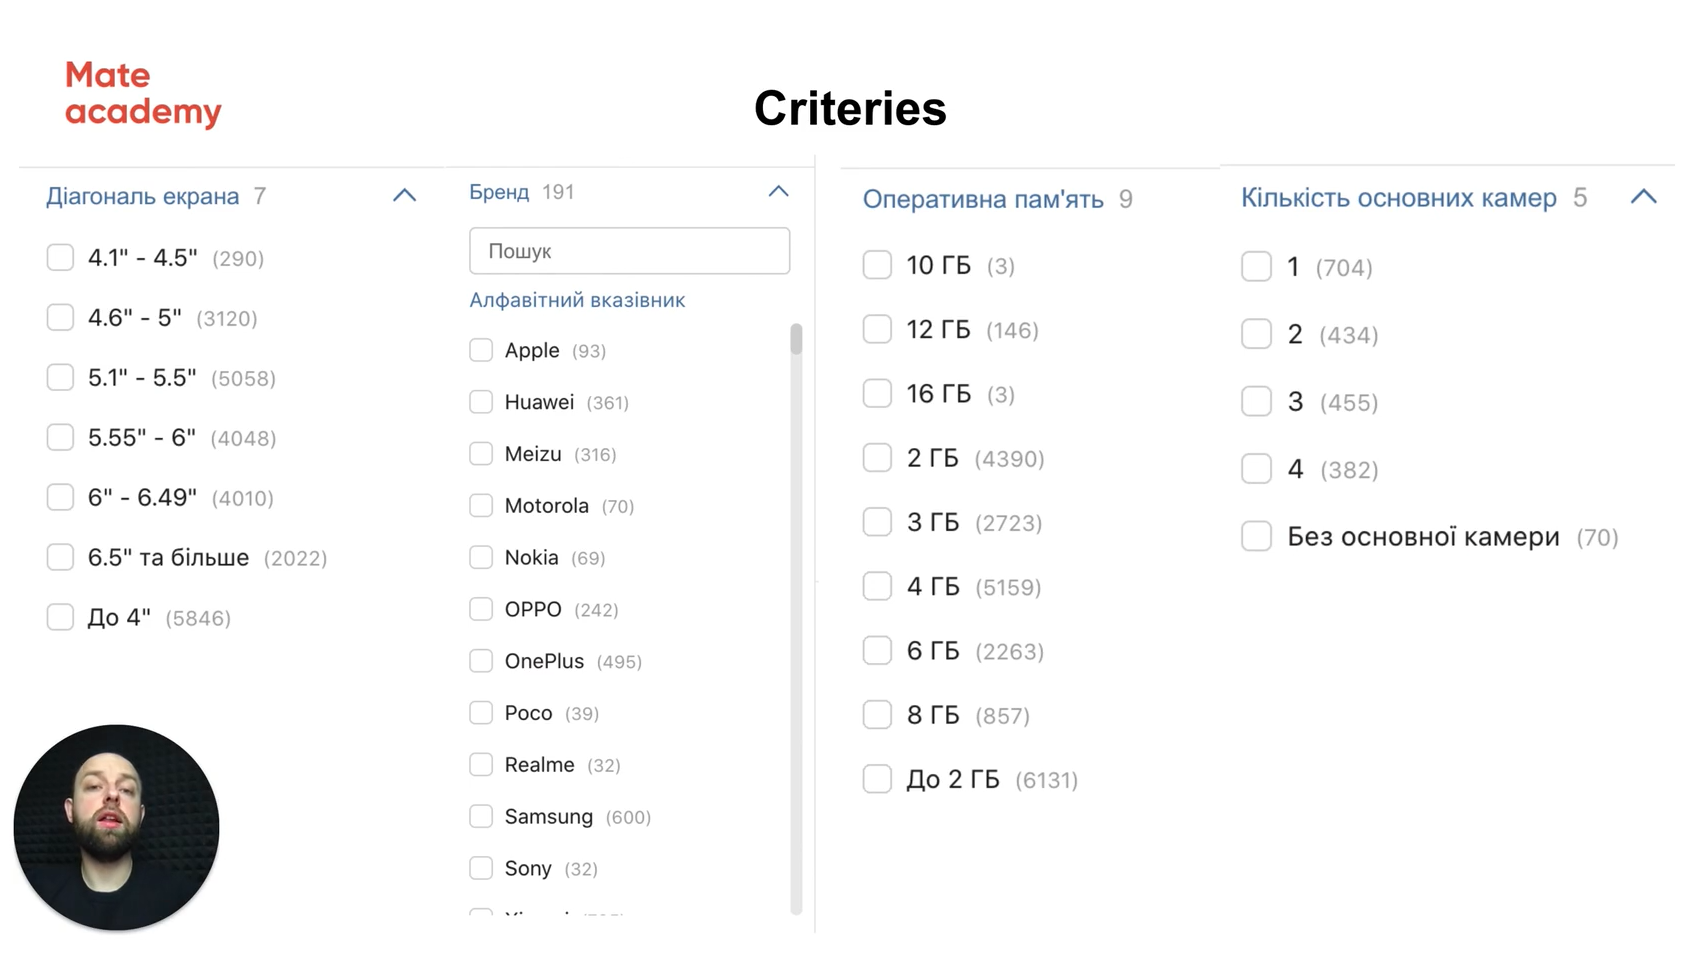 Mate
academy
Criteries
Діагональ екрана 7
4.1" - 4.5" (290)
4.6" - 5" (3120)
5.1" - 5.5" (5058)
5.55" - 6" (4048)
6" - 6.49" (4010)
6.5" та більше (2022)
До 4" (5846)
Бренд 191
Пошук
Алфавітний вказівник
Apple (93)
Huawei (361)
Meizu (316)
Motorola (70)
Nokia (69)
OPPO (242)
OnePlus (495)
Poco (39)
Realme (32)
Samsung (600)
Sony (32)
Оперативна пам'ять 9
10 ГБ (3)
12 ГБ (146)
16 ГБ (3)
2 ГБ (4390)
3 ГБ (2723)
4 ГБ (5159)
6 ГБ (2263)
8 ГБ (857)
До 2 ГБ (6131)
Кількість основних камер 5
1 (704)
2 (434)
3 (455)
4 (382)
Без основної камери (70)